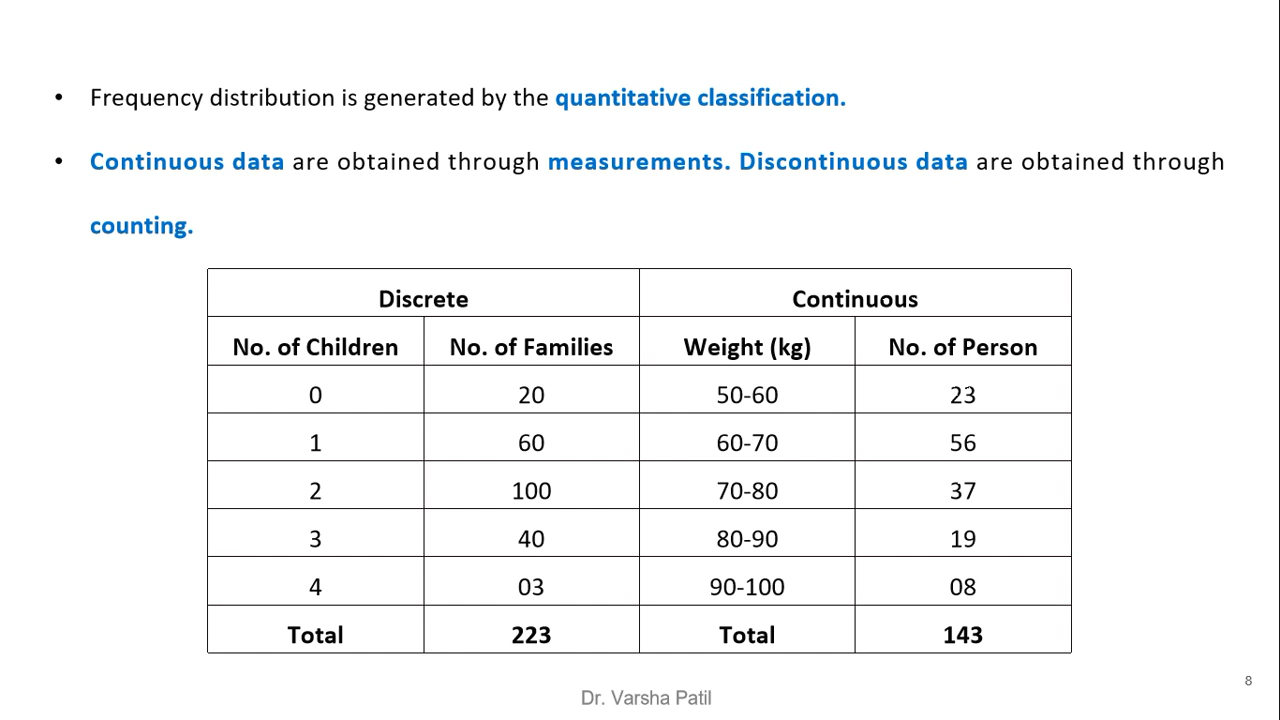 • Frequency distribution is generated by the quantitative classification.
• Continuous data are obtained through measurements. Discontinuous data are obtained through
counting.
Discrete Continuous
No. of Children No. of Families Weight (kg) No. of Person
0 20 50-60 23
1 60 60-70 56
2 100 70-80 37
3 40 80-90 19
4 03 90-100 08
Total 223 Total 143
8
Dr. Varsha Patil